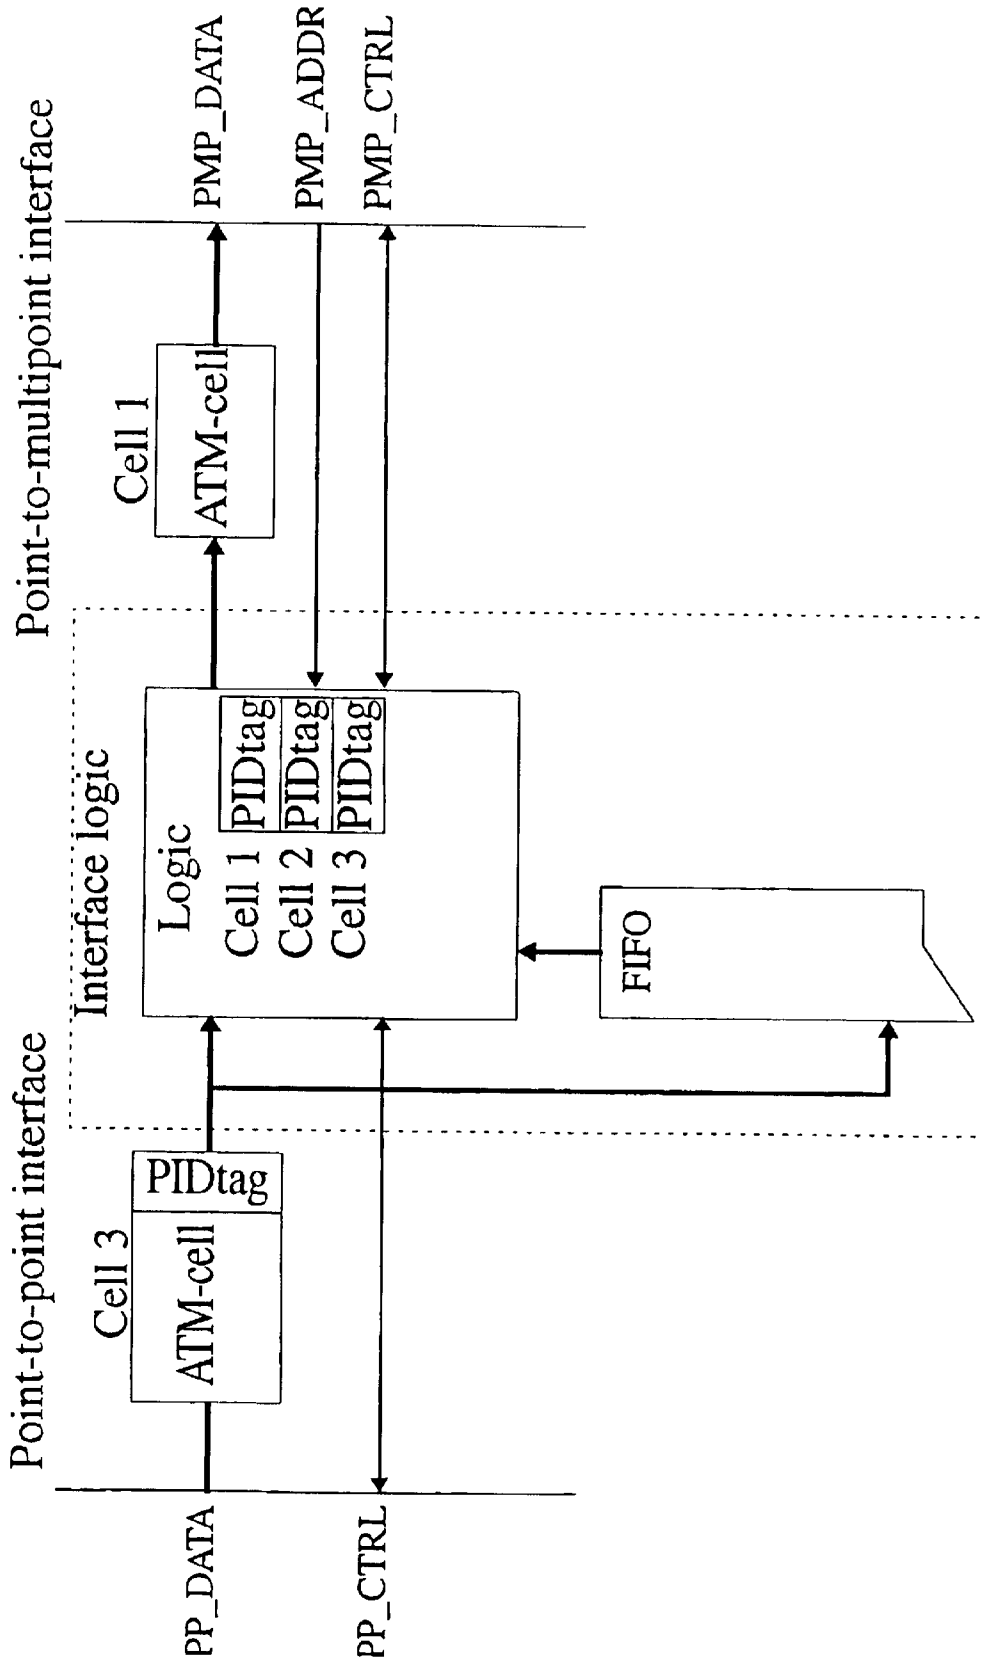 Point-to-point interface
Interface logic
Point-to-multipoint interface
Cell 3
ATM-cell
PIDtag
Logic
Cell 1
PIDtag
Cell 2
PIDtag
Cell 3
PIDtag
FIFO
Cell 1
ATM-cell
PP_DATA
PP_CTRL
PMP_DATA
PMP_ADDR
PMP_CTRL